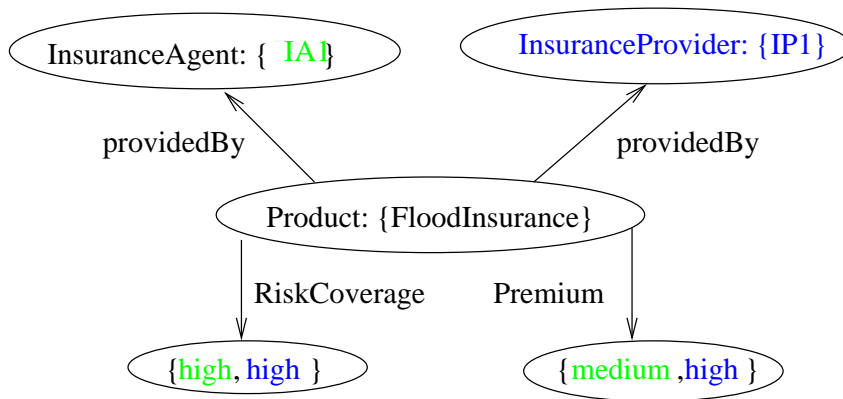 InsuranceAgent: { IA1}
InsuranceProvider: {IP1}
providedBy
providedBy
Product: {FloodInsurance}
RiskCoverage
Premium
{high, high }
{medium ,high }